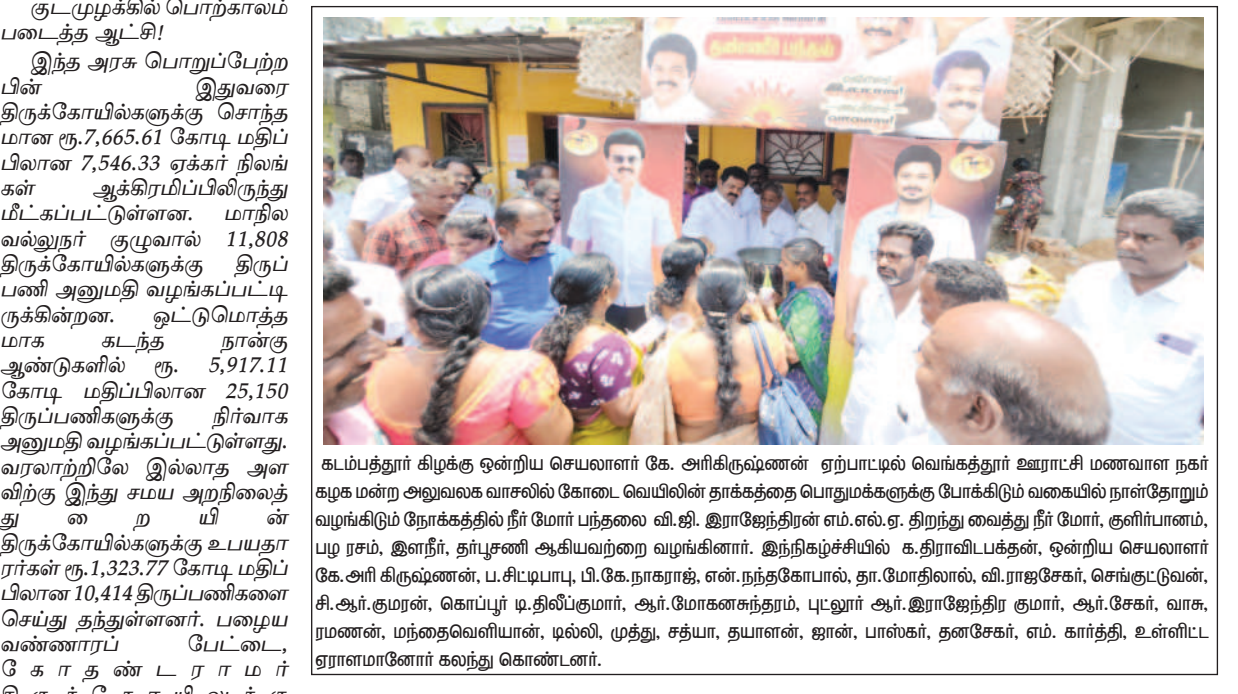 குடமுழக்கில் பொற்காலம்
படைத்த ஆட்சி!
இந்த அரசு பொறுப்பேற்ற
பின் இதுவரை
திருக்கோயில்களுக்கு சொந்த
மான ரூ.7,665.61 கோடி மதிப்
பிலான 7,546.33 ஏக்கர் நிலங்
கள் ஆக்கிரமிப்பிலிருந்து
மீட்கப்பட்டுள்ளன. மாநில
வல்லுநர் குழுவால் 11,808
திருக்கோயில்களுக்கு திருப்
பணி அனுமதி வழங்கப்பட்டி
ருக்கின்றன. ஒட்டுமொத்த
மாக கடந்த நான்கு
ஆண்டுகளில் ரூ. 5,917.11
கோடி மதிப்பிலான 25,150
திருப்பணிகளுக்கு நிர்வாக
அனுமதி வழங்கப்பட்டுள்ளது.
வரலாற்றிலே இல்லாத அள
விற்கு இந்து சமய அறநிலைத்
து றை யி ன்
திருக்கோயில்களுக்கு உபயதா
ரர்கள் ரூ.1,323.77 கோடி மதிப்
பிலான 10,414 திருப்பணிகளை
செய்து தந்துள்ளனர். பழைய
வண்ணாரப் பேட்டை,
கோ த ண் ட ரா ம ர்
தண்ணீர் பந்தல்
கடம்பத்தூர் கிழக்கு ஒன்றிய செயலாளர் கே. அரிகிருஷ்ணன் ஏற்பாட்டில் வெங்கத்தூர் ஊராட்சி மணவாள நகர்
கழக மன்ற அலுவலக வாசலில் கோடை வெயிலின் தாக்கத்தை பொதுமக்களுக்கு போக்கிடும் வகையில் நாள்தோறும்
வழங்கிடும் நோக்கத்தில் நீர் மோர் பந்தலை வி.ஜி. இராஜேந்திரன் எம்.எல்.ஏ. திறந்து வைத்து நீர் மோர், குளிர்பானம்,
பழ ரசம், இளநீர், தர்பூசணி ஆகியவற்றை வழங்கினார். இந்நிகழ்ச்சியில் க.திராவிடபக்தன், ஒன்றிய செயலாளர்
கே.அரி கிருஷ்ணன், ப.சிட்டிபாபு, பி.கே.நாகராஜ், என்.நந்தகோபால், தா.மோதிலால், வி.ராஜசேகர், செங்குட்டுவன்,
சி.ஆர்.குமரன், கொப்பூர் டி.திலீப்குமார், ஆர்.மோகனசுந்தரம், புட்லூர் ஆர்.இராஜேந்திர குமார், ஆர்.சேகர், வாசு,
ரமணன், மந்தைவெளியான், டில்லி, முத்து, சத்யா, தயாளன், ஜான், பாஸ்கர், தனசேகர், எம். கார்த்தி, உள்ளிட்ட
ஏராளமானோர் கலந்து கொண்டனர்.